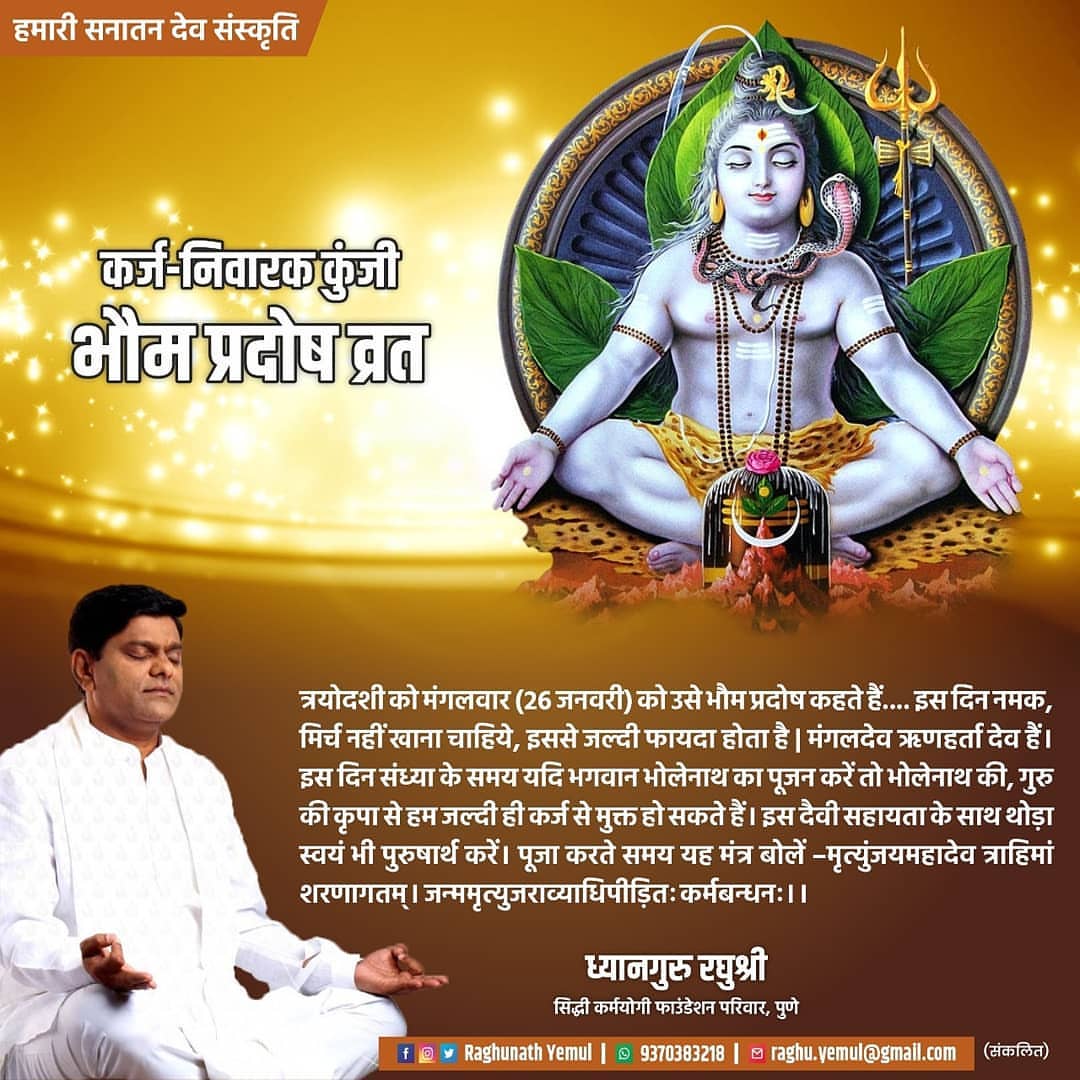 हमारी सनातन देव संस्कृति
कर्ज-निवारक कुंजी
भौम प्रदोष व्रत
त्रयोदशी को मंगलवार (26 जनवरी) को उसे भौम प्रदोष कहते हैं.... इस दिन नमक,
मिर्च नहीं खाना चाहिये, इससे जल्दी फायदा होता है | मंगलदेव ऋणहर्ता देव हैं।
इस दिन संध्या के समय यदि भगवान भोलेनाथ का पूजन करें तो भोलेनाथ की, गुरु
की कृपा से हम जल्दी ही कर्ज से मुक्त हो सकते हैं। इस दैवी सहायता के साथ थोड़ा
स्वयं भी पुरुषार्थ करें। पूजा करते समय यह मंत्र बोलें –मृत्युंजयमहादेव त्राहिमां
शरणागतम्। जन्ममृत्युजराव्याधिपीड़ितः कर्मबन्धनः।।
ध्यानगुरु रघुश्री
सिद्धी कर्मयोगी फाउंडेशन परिवार, पुणे
Raghunath Yemul | 9370383218 | raghu.yemul@gmail.com (संकलित)